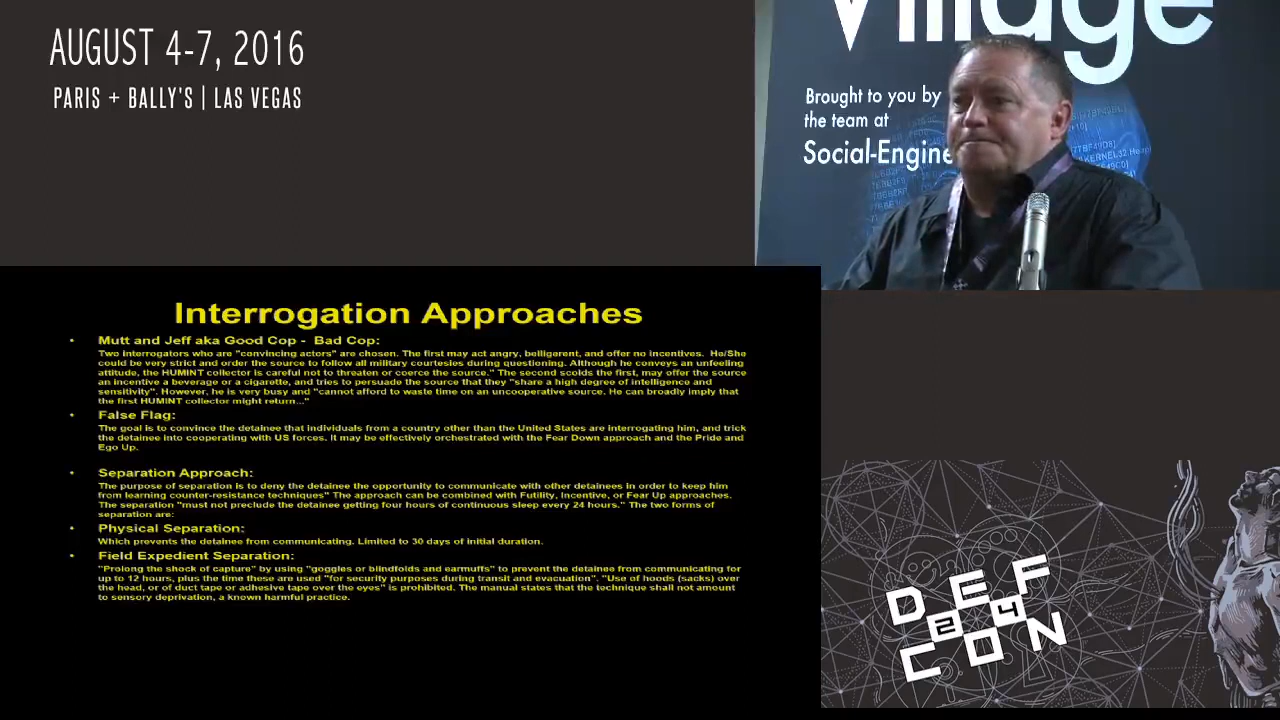 AUGUST 4-7, 2016
PARIS + BALLY'S | LAS VEGAS
Village
Brought to you by
the team at
Social-Engine
Interrogation Approaches
• Mutt and Jeff aka Good Cop - Bad Cop:
Two interrogators who are "convincing actors" are chosen. The first may act angry, belligerent, and offer no incentives. He/She
could be very strict and order the source to follow all military courtesies during questioning. Although he conveys an unfeeling
attitude, the HUMINT collector is careful not to threaten or coerce the source." The second scolds the first, may offer the source
an incentive a beverage or a cigarette, and tries to persuade the source that they "share a high degree of intelligence and
sensitivity". However, he is very busy and "cannot afford to waste time on an uncooperative source. He can broadly imply that
the first HUMINT collector might return..."
• False Flag:
The goal is to convince the detainee that individuals from a country other than the United States are interrogating him, and trick
the detainee into cooperating with US forces. It may be effectively orchestrated with the Fear Down approach and the Pride and
Ego Up.
• Separation Approach:
The purpose of separation is to deny the detainee the opportunity to communicate with other detainees in order to keep him
from learning counter-resistance techniques" The approach can be combined with Futility, Incentive, or Fear Up approaches.
The separation "must not preclude the detainee getting four hours of continuous sleep every 24 hours." The two forms of
separation are:
• Physical Separation:
Which prevents the detainee from communicating. Limited to 30 days of initial duration.
• Field Expedient Separation:
"Prolong the shock of capture" by using "goggles or blindfolds and earmuffs" to prevent the detainee from communicating for
up to 12 hours, plus the time these are used "for security purposes during transit and evacuation". "Use of hoods (sacks) over
the head, or of duct tape or adhesive tape over the eyes" is prohibited. The manual states that the technique shall not amount
to sensory deprivation, a known harmful practice.
DEF
24
CON